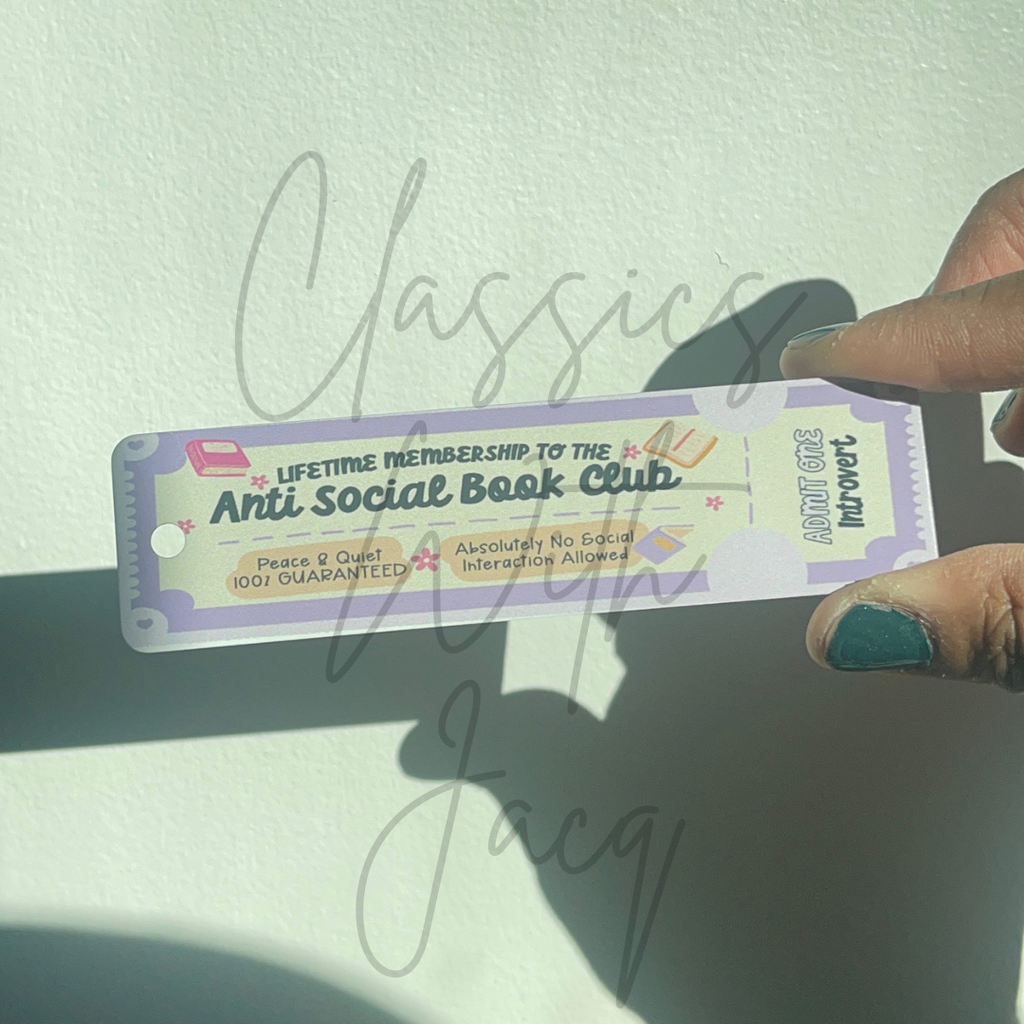 LIFETIME MEMBERSHIP TO THE
Anti Social Book Club
Peace & Quiet
100% GUARANTEED
Absolutely No Social
Interaction Allowed
ADMIT ONE
Introvert
Classics
Wyt
Jacq